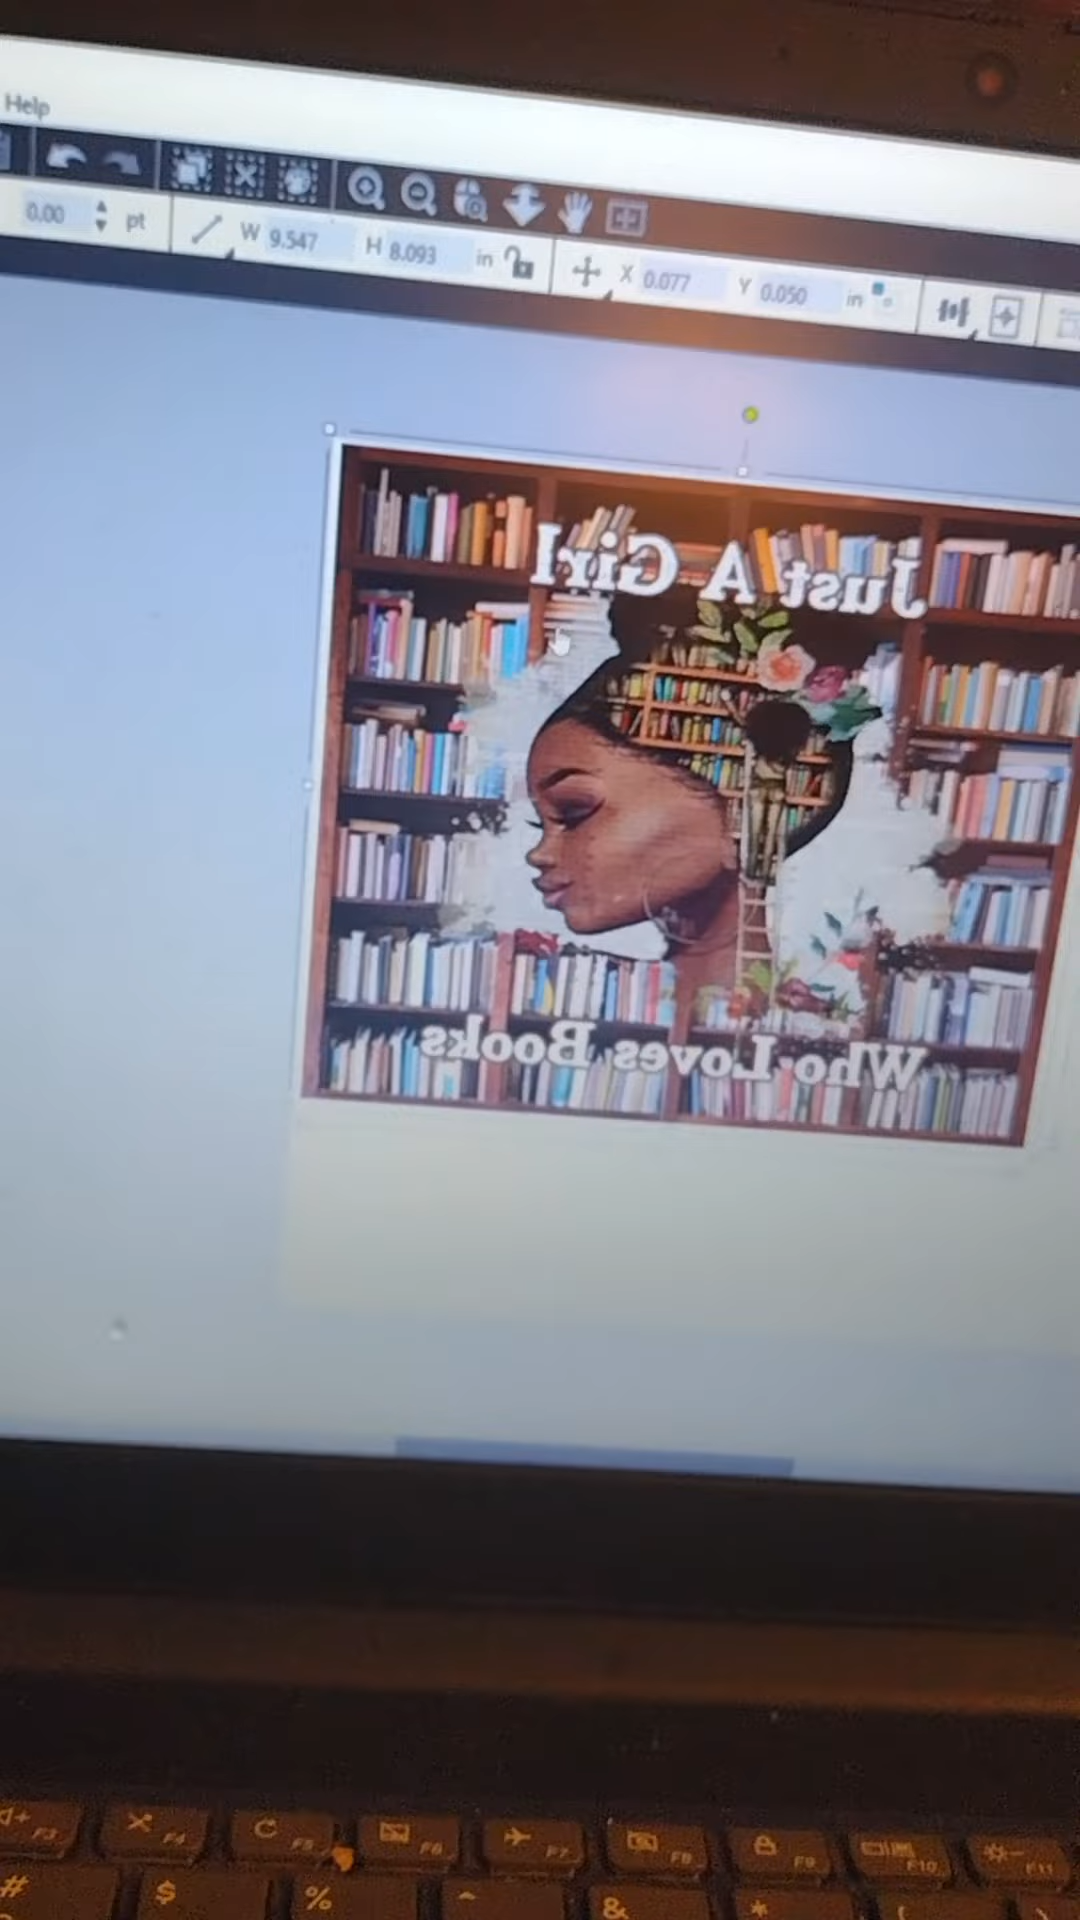 Help
0.00 pt W 9.547 H 8.093 in X 0.077 Y 0.050 in
Just A Girl
Who Loves Books
F3 F4 F5 F6 F7 F8 F9 F10 F11
# $ % ^ & * (